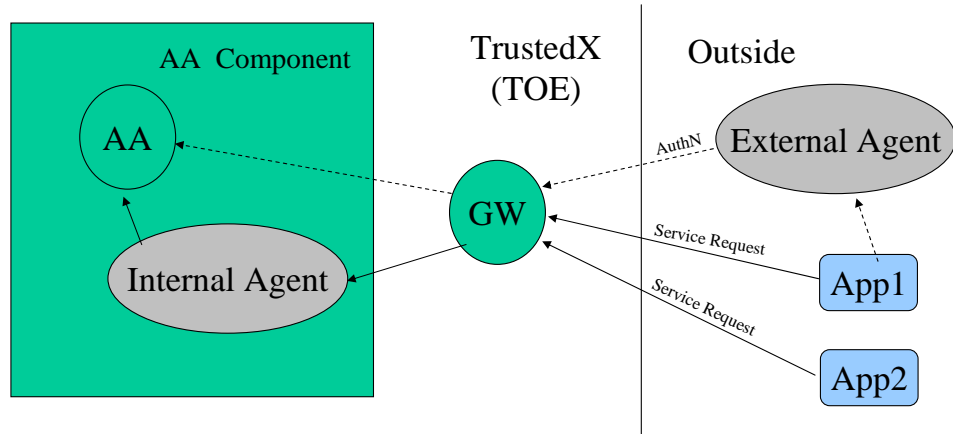 AA Component
TrustedX
(TOE)
Outside
AA
AuthN
External Agent
GW
Service Request
Internal Agent
App1
Service Request
App2